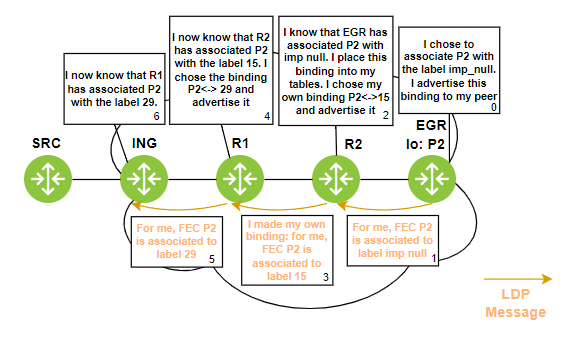 I now know that R1
has associated P2
with the label 29.
6
I now know that R2
has associated P2
with the label 15. I
chose the binding
P2<-> 29 and
advertise it
4
I know that EGR has
associated P2 with
imp null. I place this
binding into my
tables. I chose my
own binding P2<->15
and advertise it
2
I chose to
associate P2 with
the label imp_null.
I advertise this
binding to my peer
0
SRC
ING
R1
R2
EGR
lo: P2
For me, FEC P2
is associated to
label 29
5
I made my own
binding: for me,
FEC P2 is
associated to
label 15
3
For me, FEC P2
is associated to
label imp null
1
LDP
Message